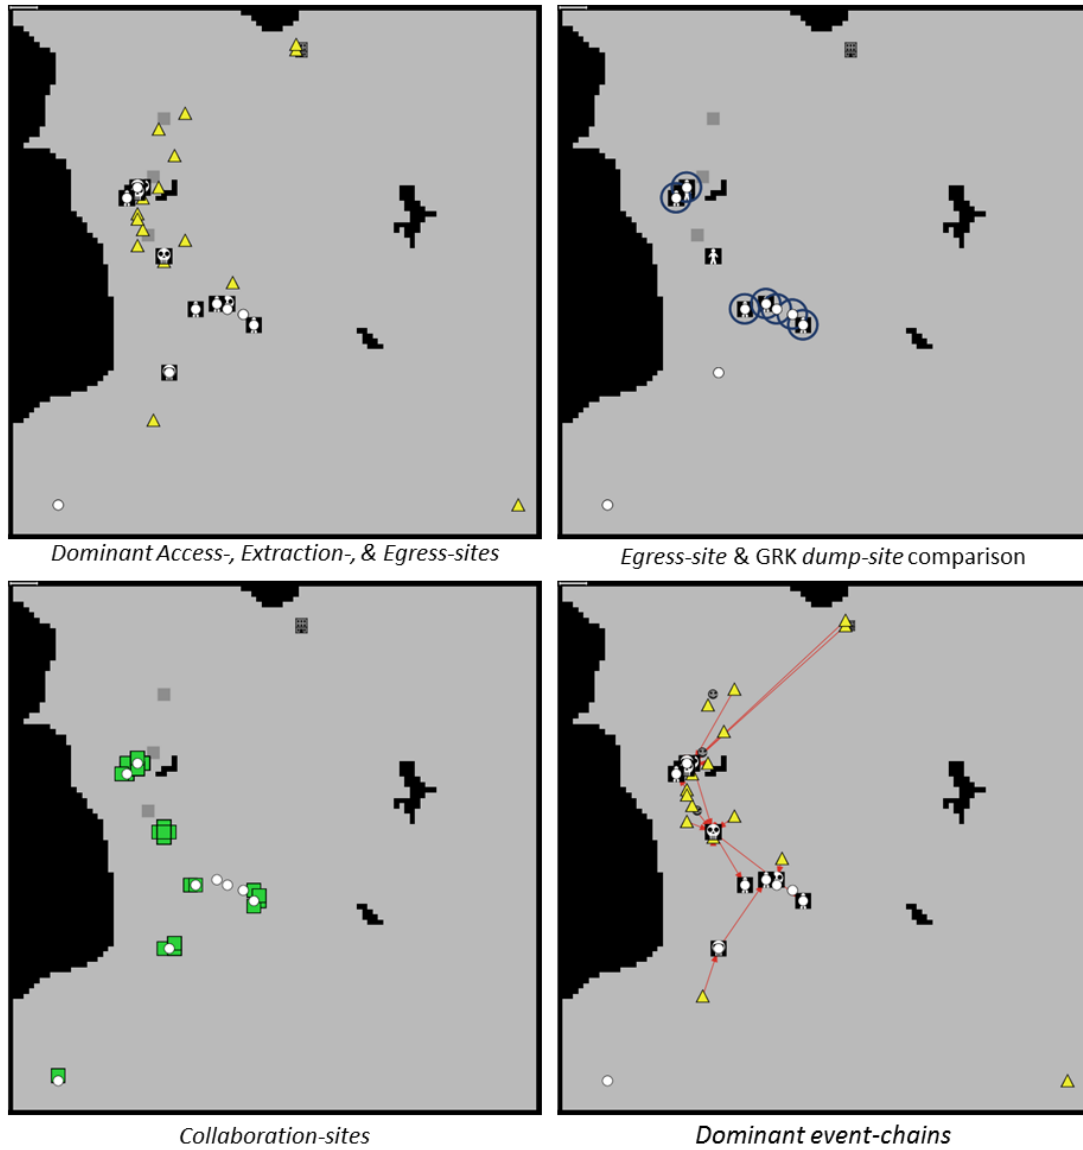 Dominant Access-, Extraction-, & Egress-sites
Egress-site & GRK dump-site comparison
Collaboration-sites
Dominant event-chains